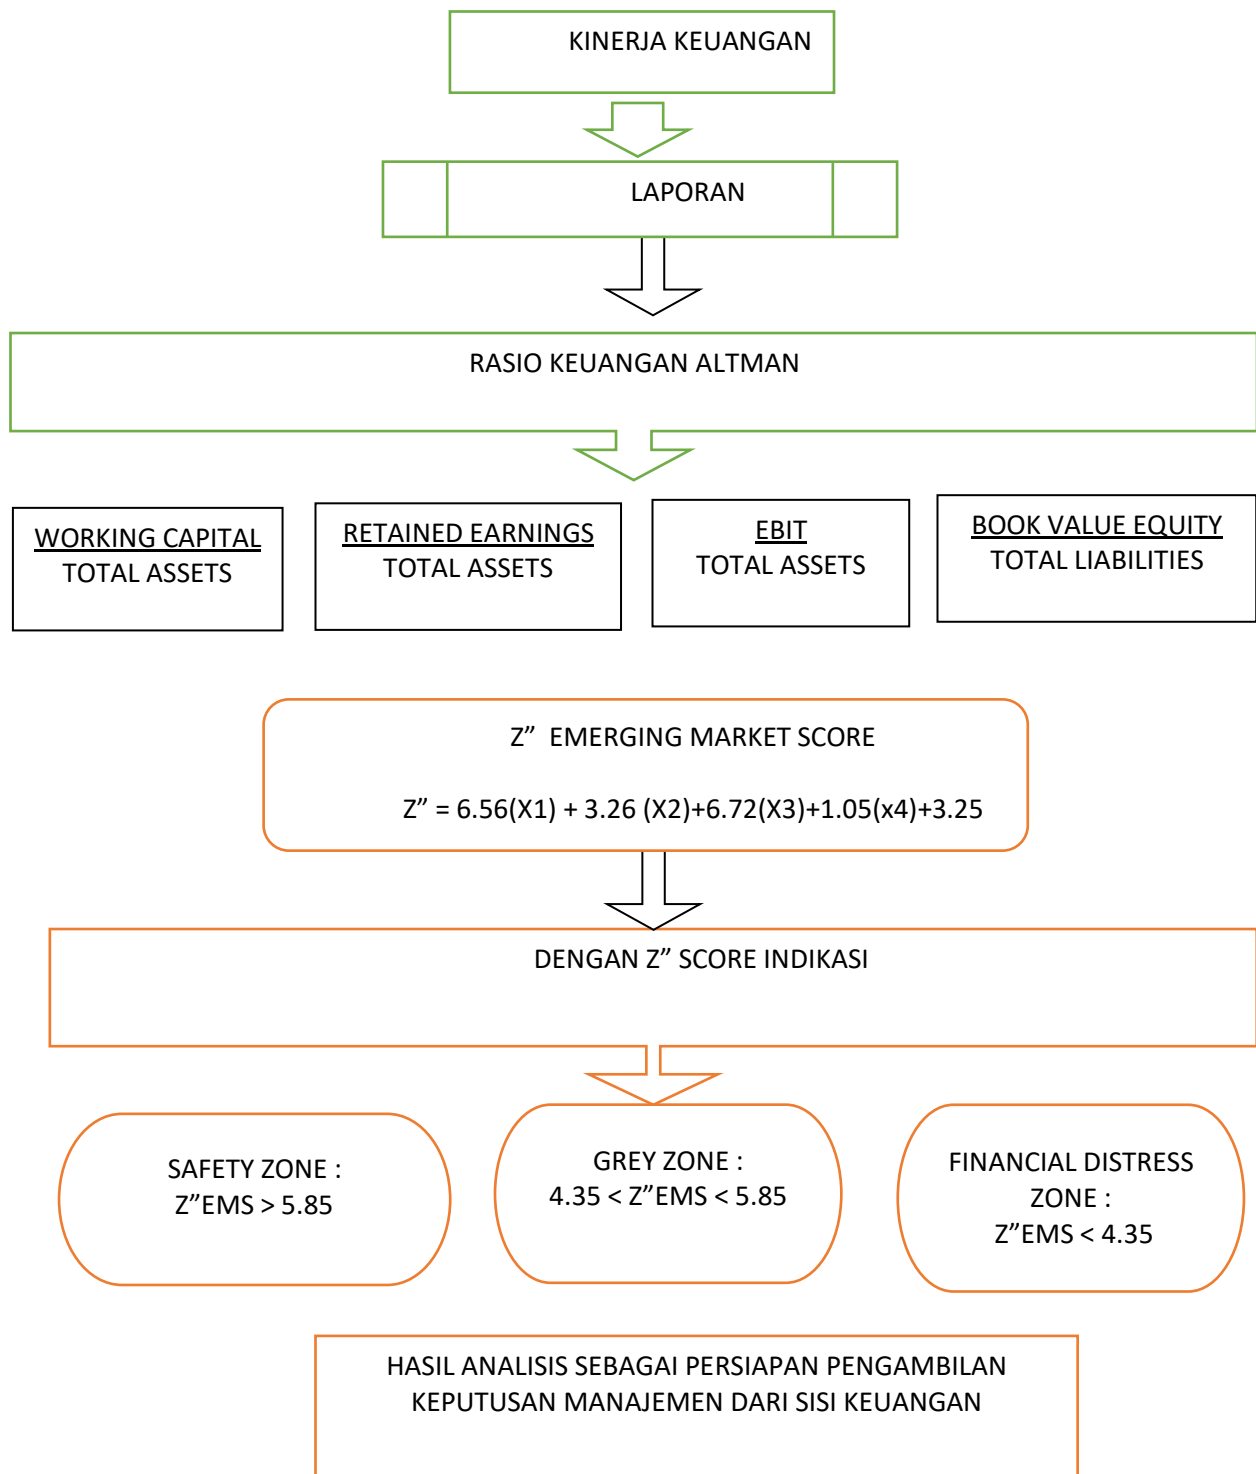 KINERJA KEUANGAN
LAPORAN
RASIO KEUANGAN ALTMAN
WORKING CAPITAL
TOTAL ASSETS
RETAINED EARNINGS
TOTAL ASSETS
EBIT
TOTAL ASSETS
BOOK VALUE EQUITY
TOTAL LIABILITIES
Z” EMERGING MARKET SCORE
Z” = 6.56(X1) + 3.26 (X2)+6.72(X3)+1.05(x4)+3.25
DENGAN Z” SCORE INDIKASI
SAFETY ZONE :
Z”EMS > 5.85
GREY ZONE :
4.35 < Z”EMS < 5.85
FINANCIAL DISTRESS
ZONE :
Z”EMS < 4.35
HASIL ANALISIS SEBAGAI PERSIAPAN PENGAMBILAN
KEPUTUSAN MANAJEMEN DARI SISI KEUANGAN